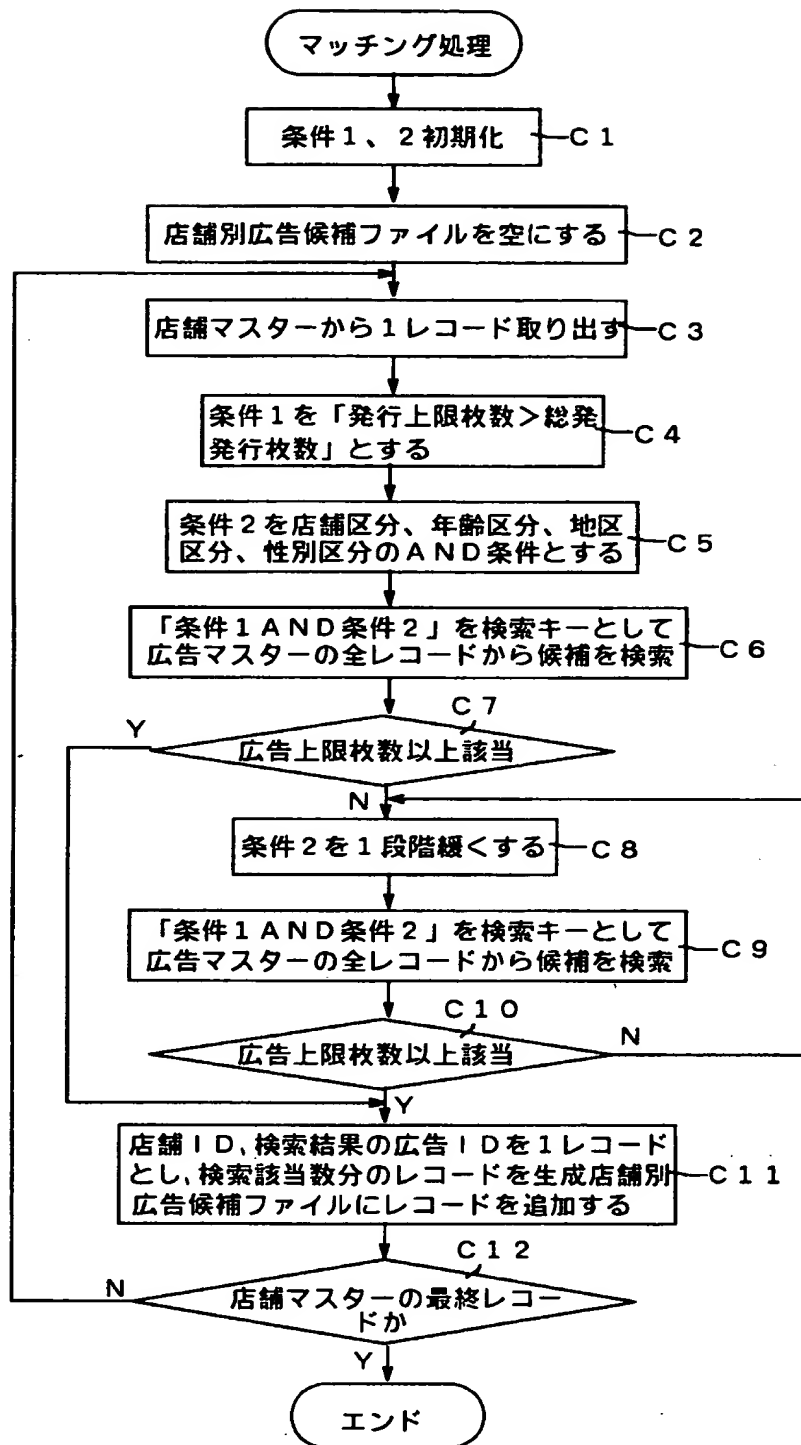 マッチング処理
条件1、2初期化
C1
店舗別広告候補ファイルを空にする
C2
店舗マスターから1レコード取り出す
C3
条件1を「発行上限枚数>総発
発行枚数」とする
C4
条件2を店舗区分、年齢区分、地区
区分、性別区分のAND条件とする
C5
「条件1AND条件2」を検索キーとして
広告マスターの全レコードから候補を検索
C6
C7
Y
広告上限枚数以上該当
N
条件2を1段階緩くする
C8
「条件1AND条件2」を検索キーとして
広告マスターの全レコードから候補を検索
C9
C10
広告上限枚数以上該当
N
Y
店舗ID,検索結果の広告IDを1レコード
とし,検索該当数分のレコードを生成店舗別
広告候補ファイルにレコードを追加する
C11
C12
N
店舗マスターの最終レコー
ドか
Y
エンド